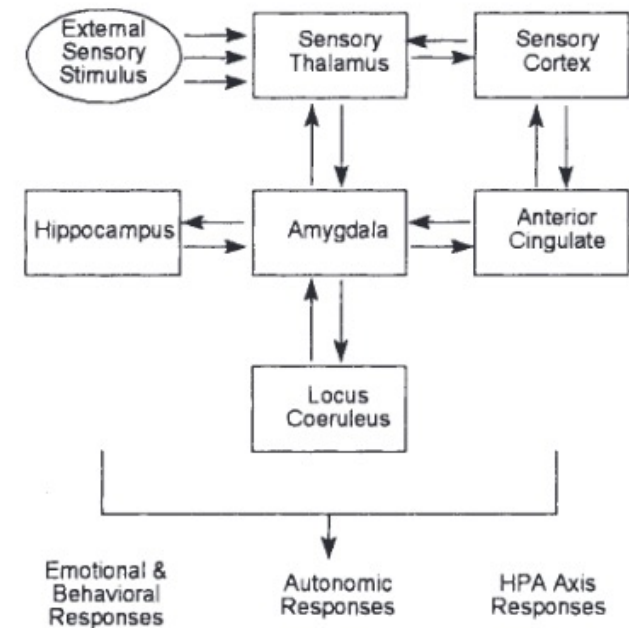 External
Sensory
Stimulus
Sensory
Thalamus
Sensory
Cortex
Hippocampus
Amygdala
Anterior
Cingulate
Locus
Coeruleus
Emotional &
Behavioral
Responses
Autonomic
Responses
HPA Axis
Responses